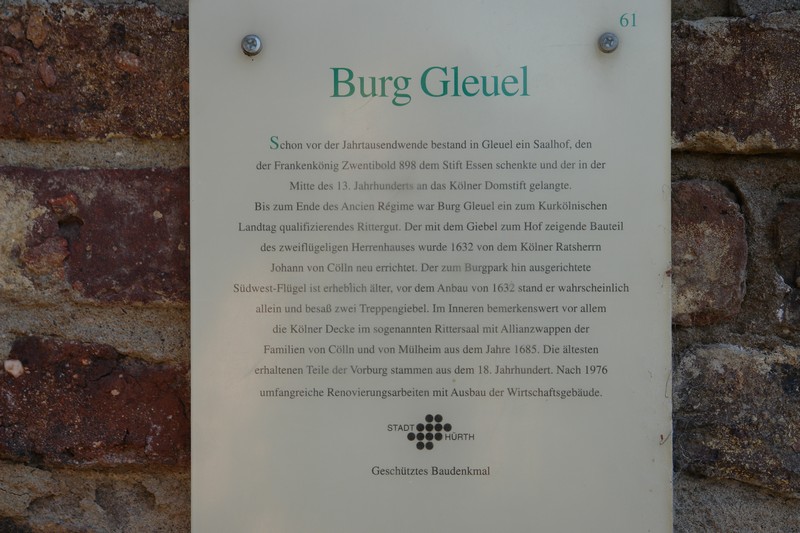 61
Burg Gleuel
Schon vor der Jahrtausendwende bestand in Gleuel ein Saalhof, den
der Frankenkönig Zwentibold 898 dem Stift Essen schenkte und der in der
Mitte des 13. Jahrhunderts an das Kölner Domstift gelangte.
Bis zum Ende des Ancien Régime war Burg Gleuel ein zum Kurkölnischen
Landtag qualifizierendes Rittergut. Der mit dem Giebel zum Hof zeigende Bauteil
des zweiflügeligen Herrenhauses wurde 1632 von dem Kölner Ratsherrn
Johann von Cölln neu errichtet. Der zum Burgpark hin ausgerichtete
Südwest-Flügel ist erheblich älter, vor dem Anbau von 1632 stand er wahrscheinlich
allein und besaß zwei Treppengiebel. Im Inneren bemerkenswert vor allem
die Kölner Decke im sogenannten Rittersaal mit Allianzwappen der
Familien von Cölln und von Mülheim aus dem Jahre 1685. Die ältesten
erhaltenen Teile der Vorburg stammen aus dem 18. Jahrhundert. Nach 1976
umfangreiche Renovierungsarbeiten mit Ausbau der Wirtschaftsgebäude.
STADT
HÜRTH
Geschütztes Baudenkmal